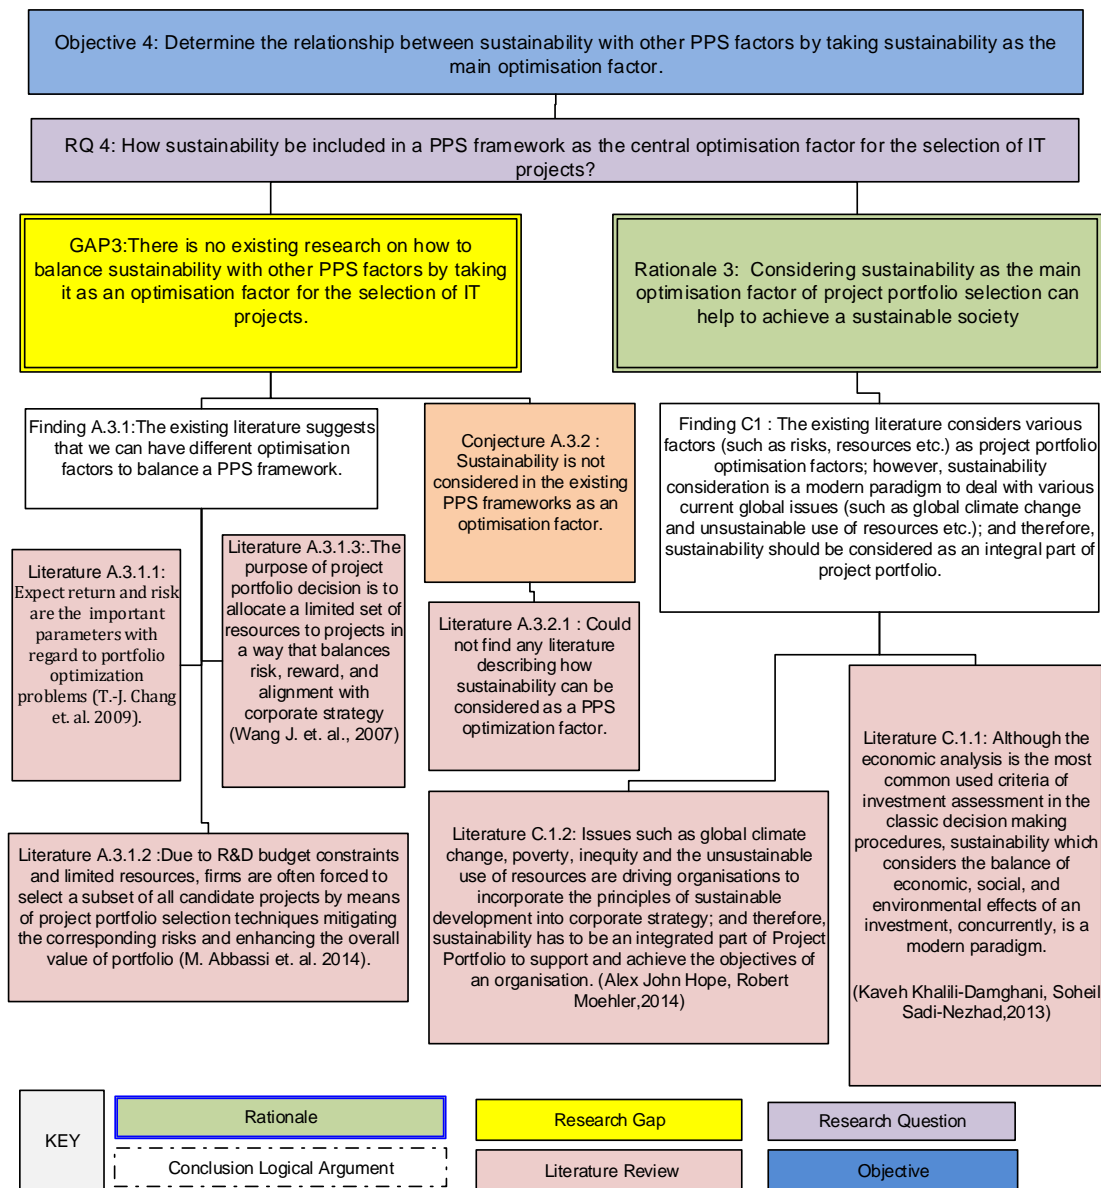 Objective 4: Determine the relationship between sustainability with other PPS factors by taking sustainability as the
main optimisation factor.
RQ 4: How sustainability be included in a PPS framework as the central optimisation factor for the selection of IT
projects?
GAP3:There is no existing research on how to
balance sustainability with other PPS factors by taking
it as an optimisation factor for the selection of IT
projects.
Rationale 3:  Considering sustainability as the main
optimisation factor of project portfolio selection can
help to achieve a sustainable society
Finding A.3.1:The existing literature suggests
that we can have different optimisation
factors to balance a PPS framework.
Conjecture A.3.2 :
Sustainability is not
considered in the existing
PPS frameworks as an
optimisation factor.
Finding C1 : The existing literature considers various
factors (such as risks, resources etc.) as project portfolio
optimisation factors; however, sustainability
consideration is a modern paradigm to deal with various
current global issues (such as global climate change
and unsustainable use of resources etc.); and therefore,
sustainability should be considered as an integral part of
project portfolio.
Literature A.3.1.1:
Expect return and risk
are the  important
parameters with
regard to portfolio
optimization
problems (T.-J. Chang
et. al. 2009).
Literature A.3.1.3:.The
purpose of project
portfolio decision is to
allocate a limited set of
resources to projects in
a way that balances
risk, reward, and
alignment with
corporate strategy
(Wang J. et. al., 2007)
Literature A.3.2.1 : Could
not find any literature
describing how
sustainability can be
considered as a PPS
optimization factor.
Literature A.3.1.2 :Due to R&D budget constraints
and limited resources, firms are often forced to
select a subset of all candidate projects by means
of project portfolio selection techniques mitigating
the corresponding risks and enhancing the overall
value of portfolio (M. Abbassi et. al. 2014).
Literature C.1.2: Issues such as global climate
change, poverty, inequity and the unsustainable
use of resources are driving organisations to
incorporate the principles of sustainable
development into corporate strategy; and therefore,
sustainability has to be an integrated part of Project
Portfolio to support and achieve the objectives of
an organisation. (Alex John Hope, Robert
Moehler,2014)
Literature C.1.1: Although the
economic analysis is the most
common used criteria of
investment assessment in the
classic decision making
procedures, sustainability which
considers the balance of
economic, social, and
environmental effects of an
investment, concurrently, is a
modern paradigm.
(Kaveh Khalili-Damghani, Soheil
Sadi-Nezhad,2013)
KEY
Rationale
Research Gap
Research Question
Conclusion Logical Argument
Literature Review
Objective